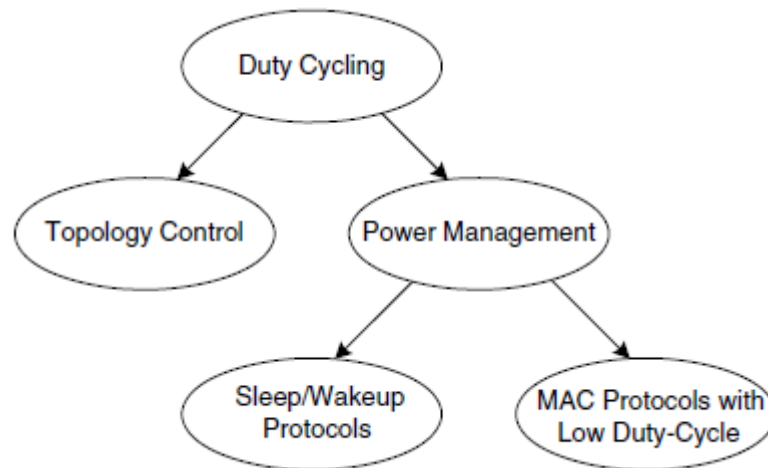 Duty Cycling
Topology Control
Power Management
Sleep/Wakeup
Protocols
MAC Protocols with
Low Duty-Cycle